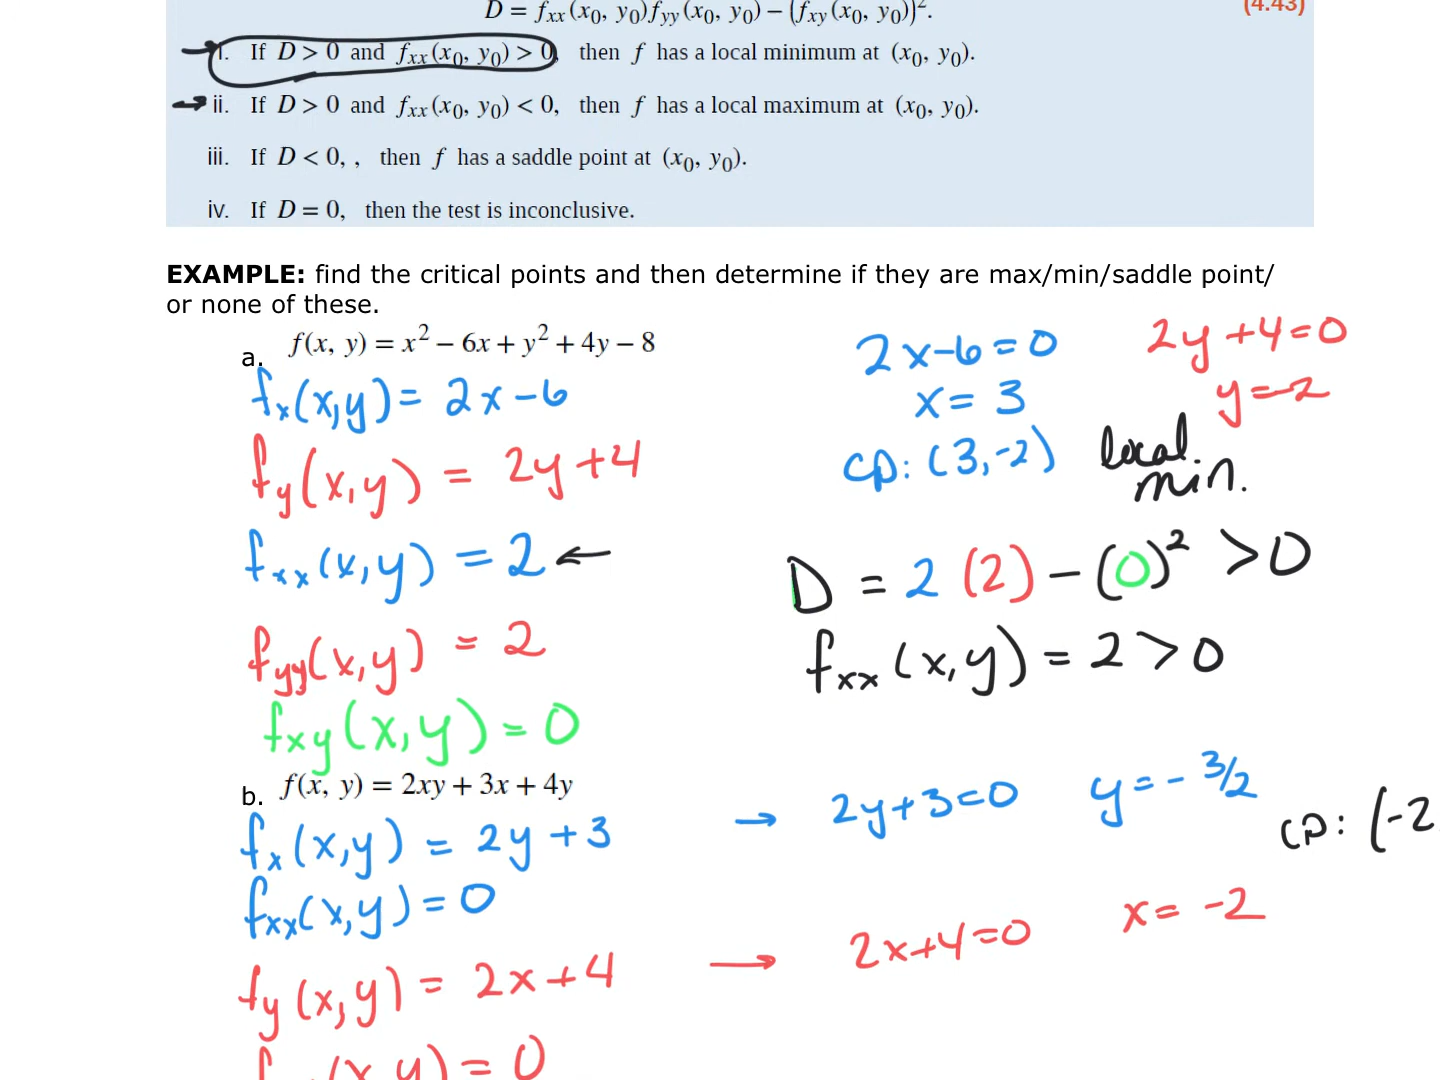 D = fxx(x0, y0)fyy(x0, y0) − (fxy(x0, y0))². (4.43)
i. If D > 0 and fxx(x0, y0) > 0, then f has a local minimum at (x0, y0).
ii. If D > 0 and fxx(x0, y0) < 0, then f has a local maximum at (x0, y0).
iii. If D < 0, , then f has a saddle point at (x0, y0).
iv. If D = 0, then the test is inconclusive.
EXAMPLE: find the critical points and then determine if they are max/min/saddle point/
or none of these.
a. f(x, y) = x² − 6x + y² + 4y − 8
fx(x,y) = 2x-6
fy(x,y) = 2y+4
fxx(x,y) = 2 ←
fyy(x,y) = 2
fxy(x,y) = 0
2x-6=0
x= 3
2y+4=0
y=-2
CP: (3,-2) local min.
D = 2 (2) - (0)² > 0
fxx (x,y) = 2 > 0
b. f(x, y) = 2xy + 3x + 4y
fx(x,y) = 2y+3 → 2y+3=0 y=-3/2
CP: (-2
fxx(x,y) = 0
fy(x,y) = 2x+4 → 2x+4=0 x= -2
(x,y) = 0